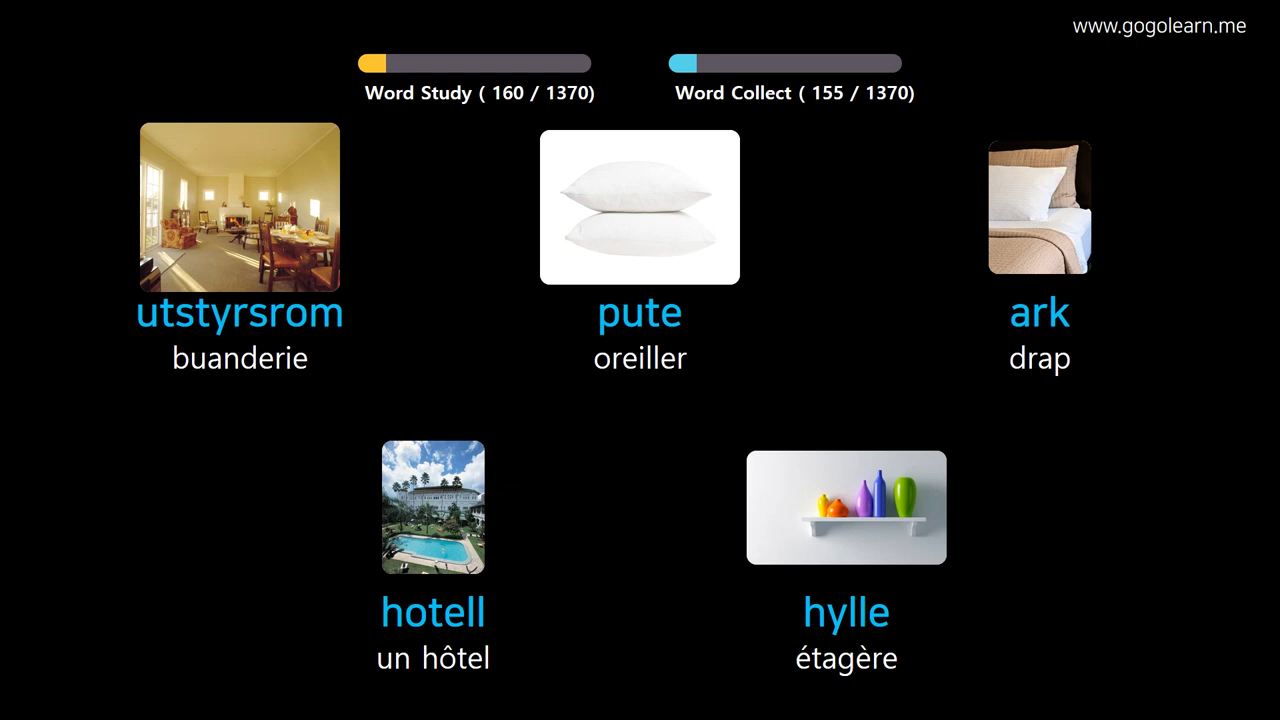 www.gogolearn.me
Word Study ( 160 / 1370)
Word Collect ( 155 / 1370)
utstyrsrom
buanderie
pute
oreiller
ark
drap
hotell
un hôtel
hylle
étagère